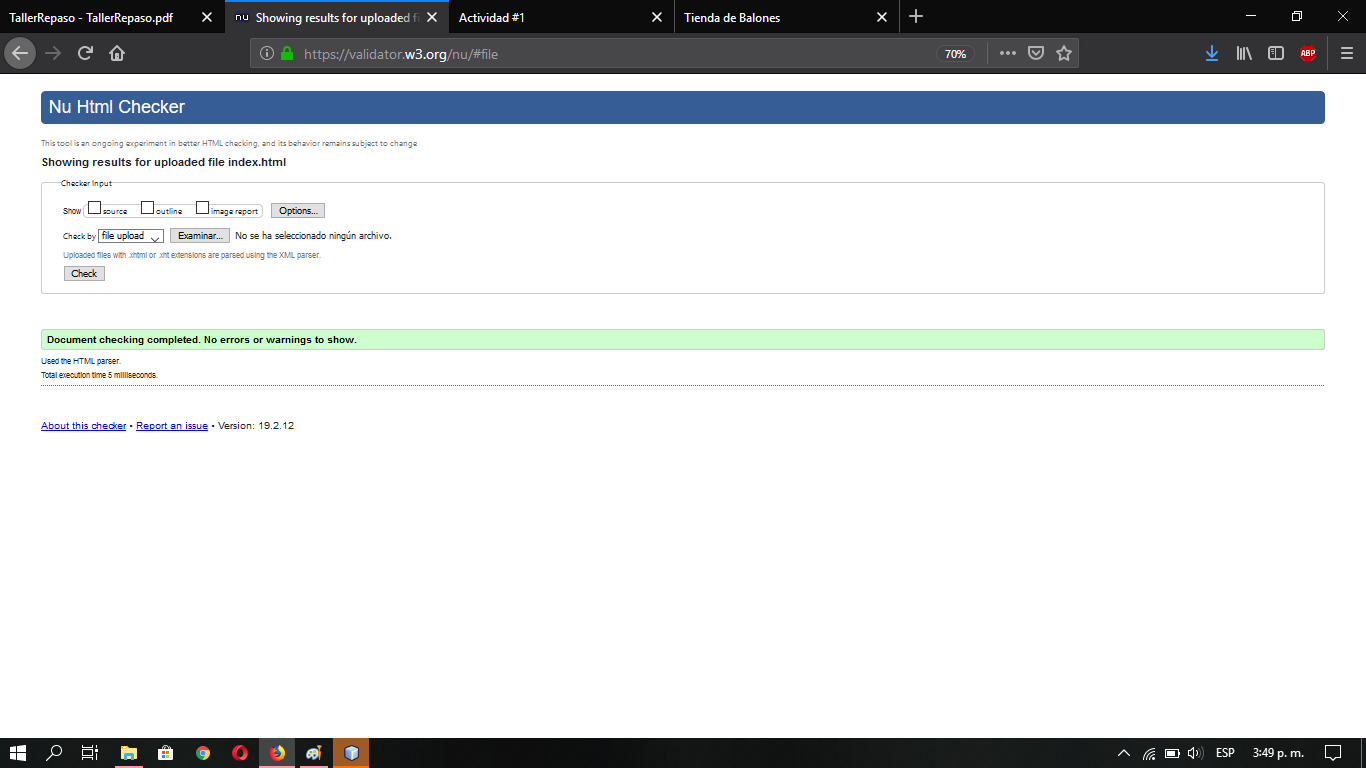 TallerRepaso - TallerRepaso.pdf
nu Showing results for uploaded fi
Actividad #1
Tienda de Balones
https://validator.w3.org/nu/#file
70%
ABP
Nu Html Checker
This tool is an ongoing experiment in better HTML checking, and its behavior remains subject to change
Showing results for uploaded file index.html
Checker Input
Show source outline image report Options...
Check by file upload Examinar... No se ha seleccionado ningún archivo.
Uploaded files with .xhtml or .xht extensions are parsed using the XML parser.
Check
Document checking completed. No errors or warnings to show.
Used the HTML parser.
Total execution time 5 milliseconds.
About this checker • Report an issue • Version: 19.2.12
ESP
3:49 p. m.